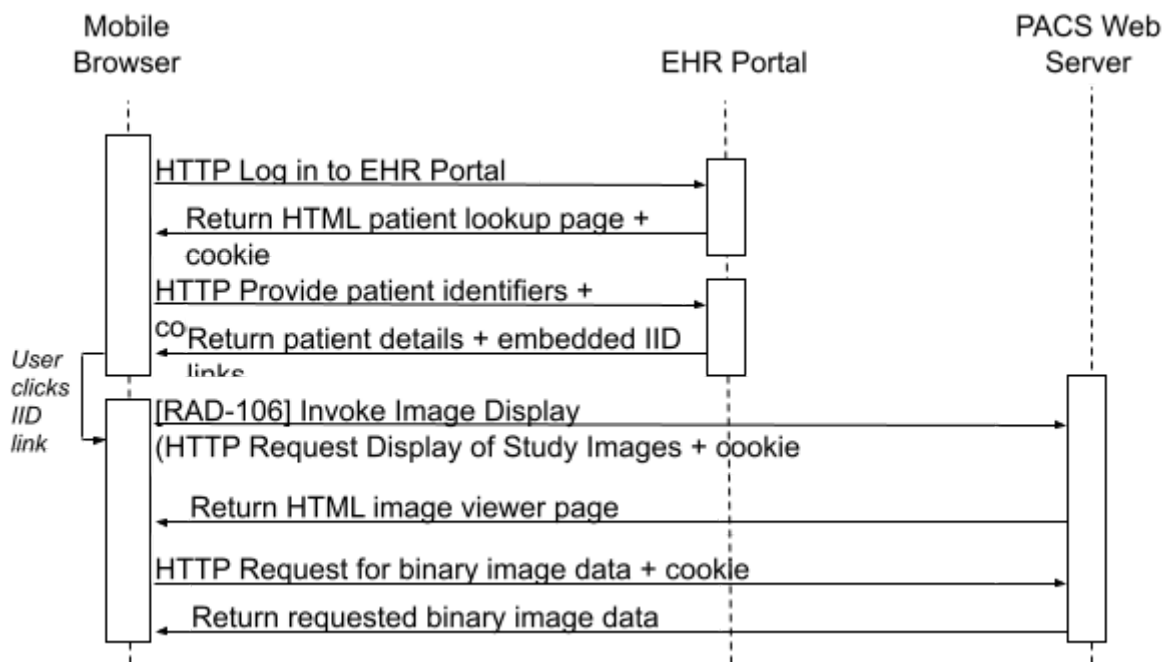 Mobile
Browser
EHR Portal
PACS Web
Server
HTTP Log in to EHR Portal
Return HTML patient lookup page +
cookie
HTTP Provide patient identifiers +
co
Return patient details + embedded IID
links
User
clicks
IID
link
[RAD-106] Invoke Image Display
(HTTP Request Display of Study Images + cookie
Return HTML image viewer page
HTTP Request for binary image data + cookie
Return requested binary image data